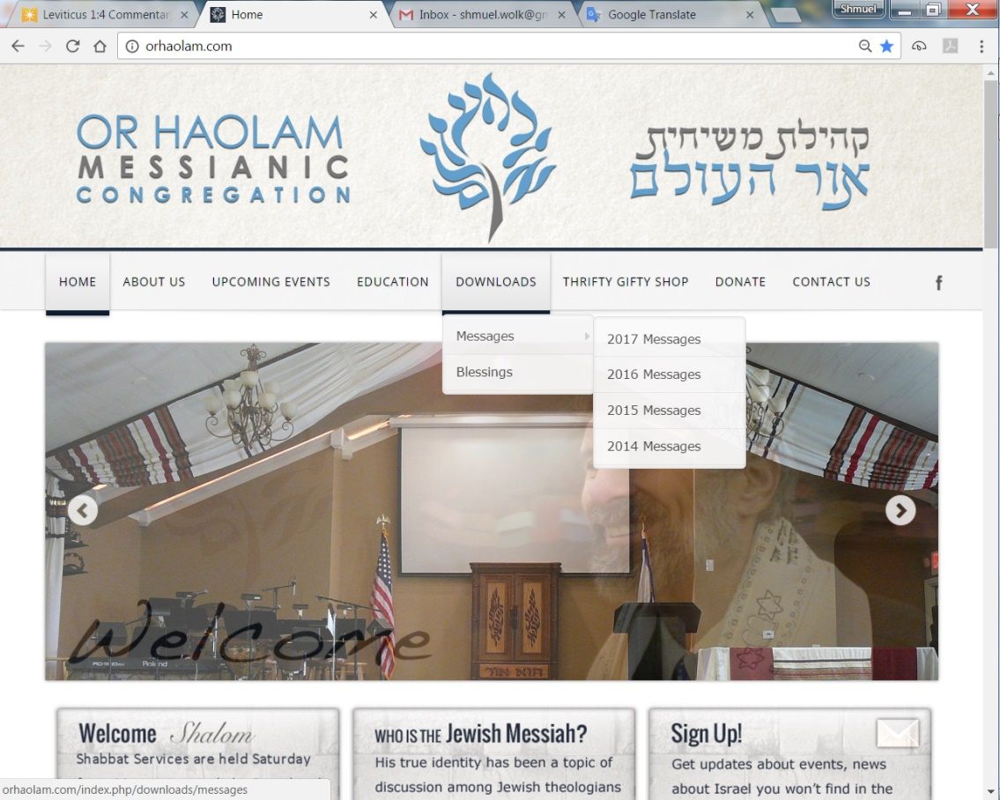 Leviticus 1:4 Commentar
Home
Inbox - shmuel.wolk@gm
Google Translate
Shmuel
orhaolam.com
OR HAOLAM
MESSIANIC
CONGREGATION
קהילת משיחית
אור העולם
HOME
ABOUT US
UPCOMING EVENTS
EDUCATION
DOWNLOADS
THRIFTY GIFTY SHOP
DONATE
CONTACT US
f
Messages
Blessings
2017 Messages
2016 Messages
2015 Messages
2014 Messages
Welcome
Roland
Welcome Shalom
Shabbat Services are held Saturday
WHO IS THE Jewish Messiah?
His true identity has been a topic of
discussion among Jewish theologians
Sign Up!
Get updates about events, news
about Israel you won't find in the
orhaolam.com/index.php/downloads/messages